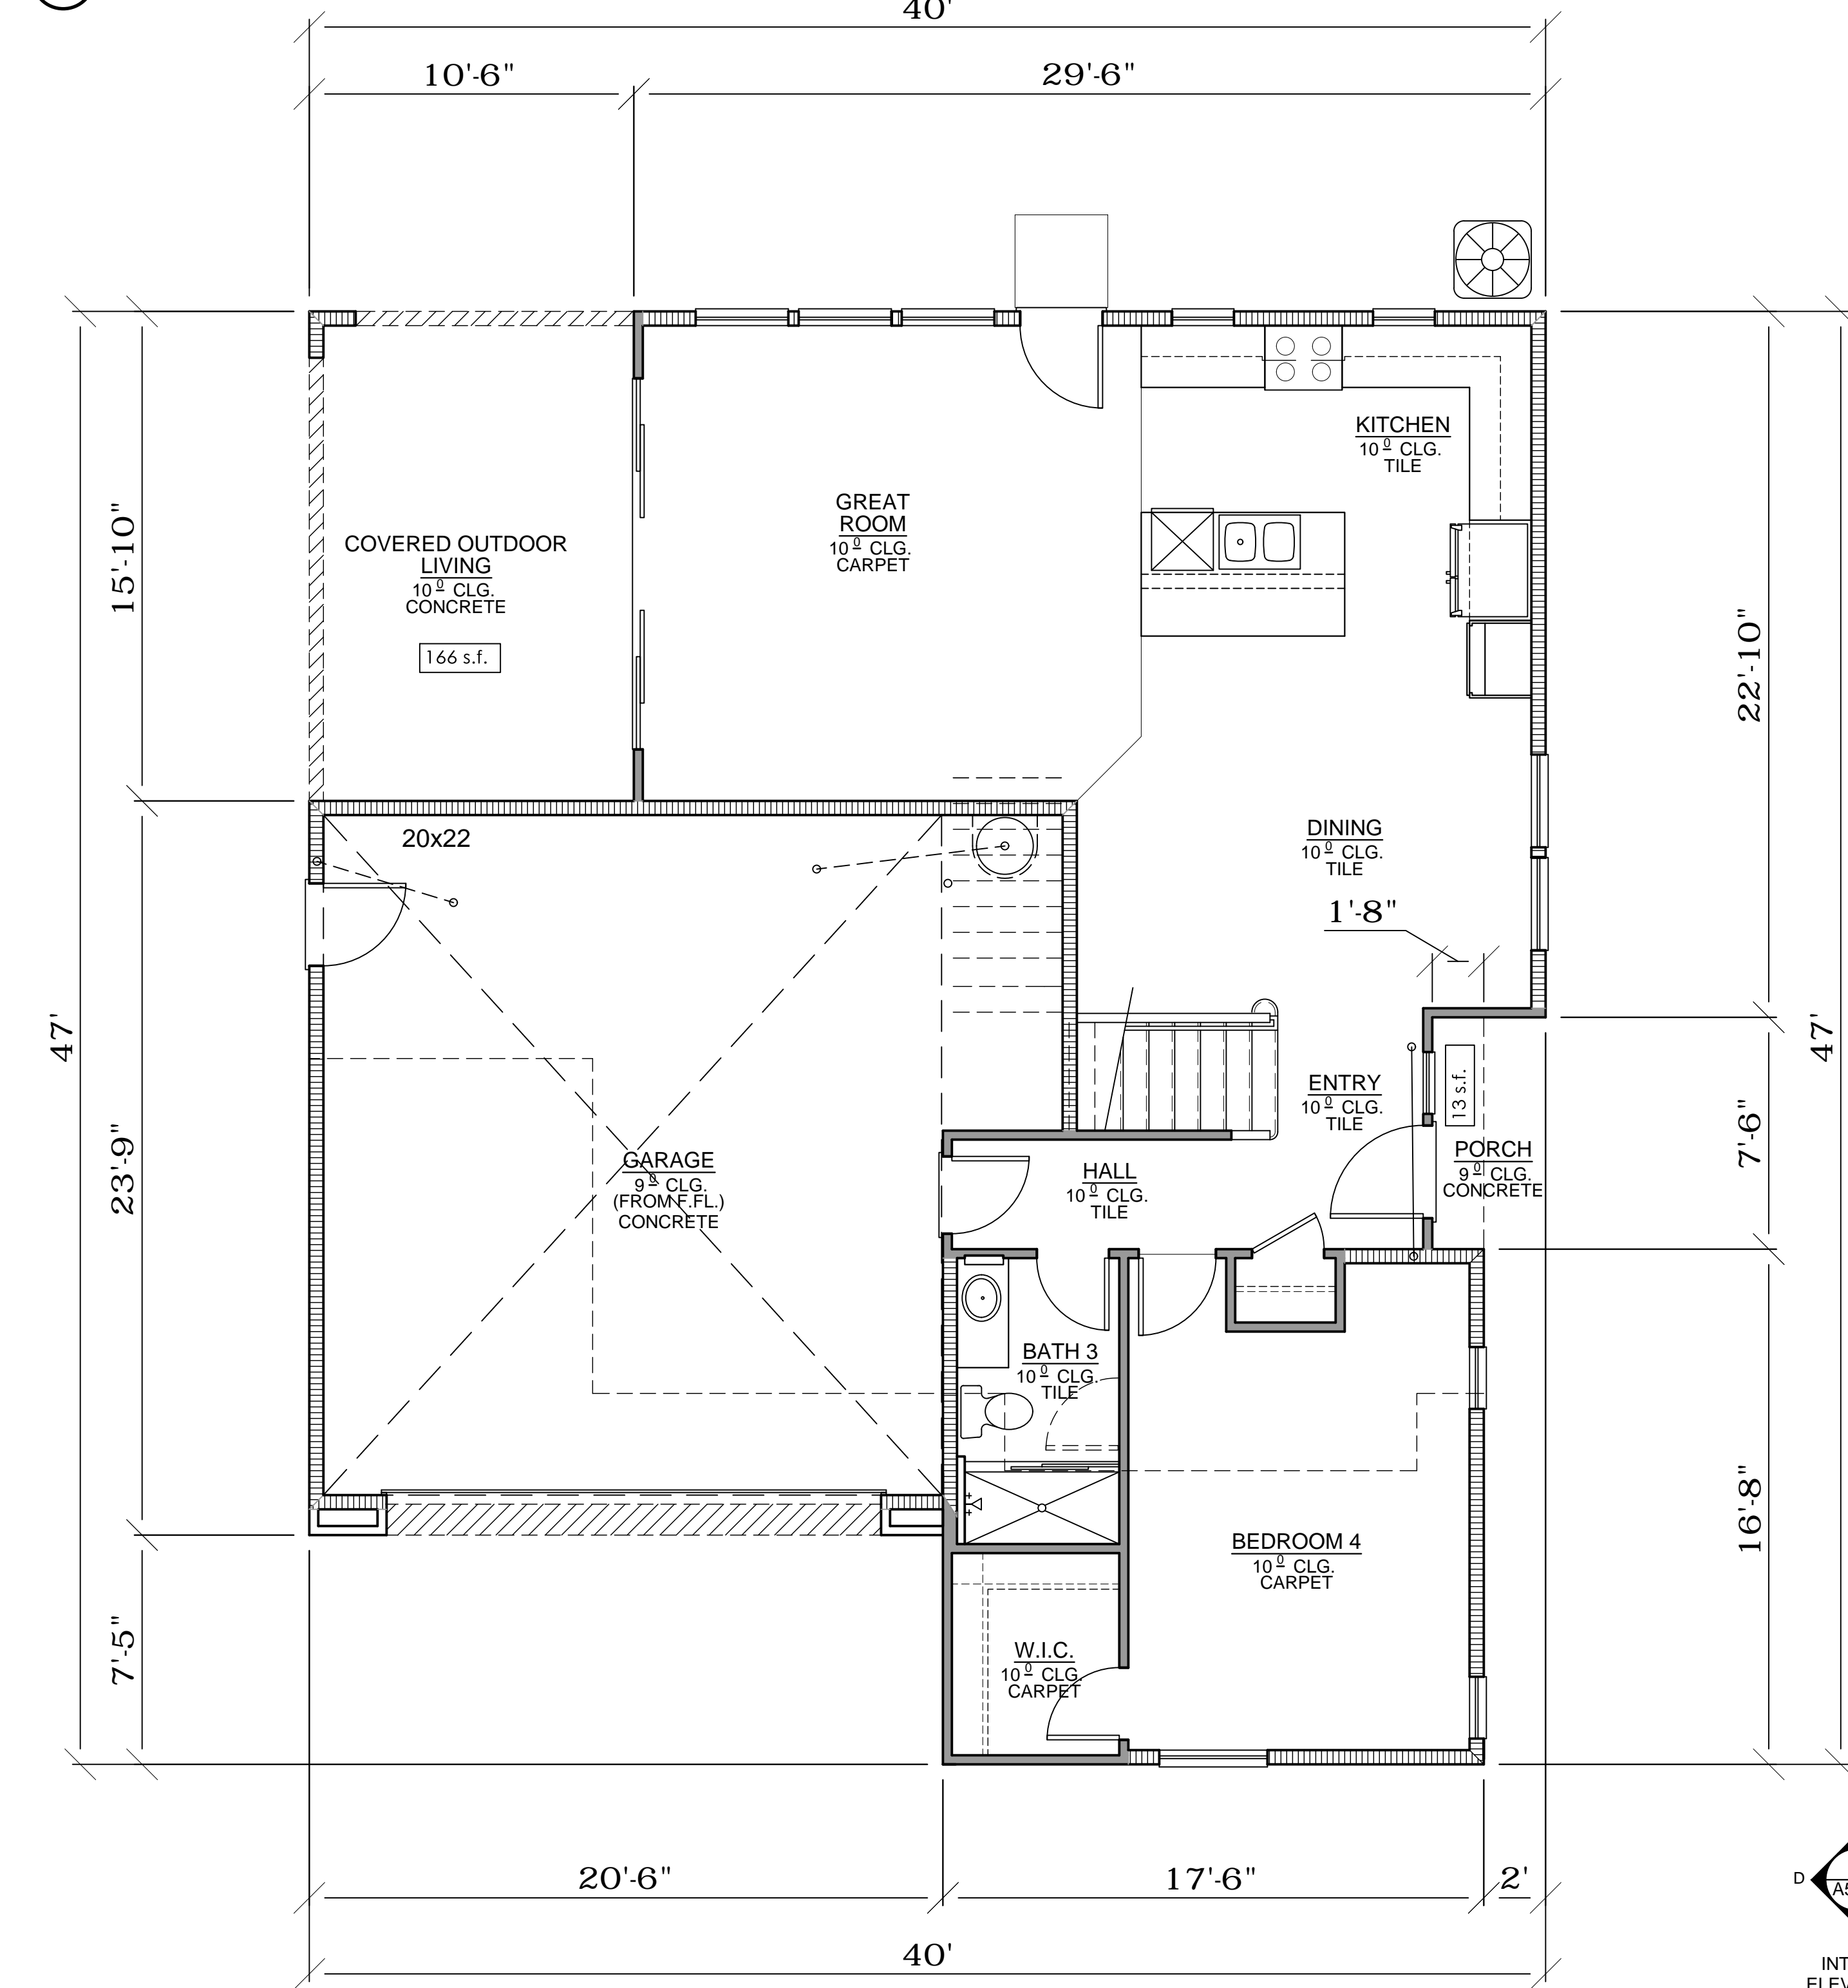 40'
10'-6"
29'-6"
KITCHEN
10 0 CLG.
TILE
GREAT
ROOM
10 0 CLG.
CARPET
COVERED OUTDOOR
LIVING
10 0 CLG.
CONCRETE
166 s.f.
15'-10"
22'-10"
20x22
DINING
10 0 CLG.
TILE
1'-8"
47'
47'
23'-9"
ENTRY
10 0 CLG.
TILE
13 s.f.
7'-6"
PORCH
9 0 CLG.
CONCRETE
GARAGE
9 0 CLG.
(FROM F.FL.)
CONCRETE
HALL
10 0 CLG.
TILE
BATH 3
10 0 CLG.
TILE
BEDROOM 4
10 0 CLG.
CARPET
16'-8"
7'-5"
W.I.C.
10 0 CLG.
CARPET
20'-6"
17'-6"
2'
D
40'